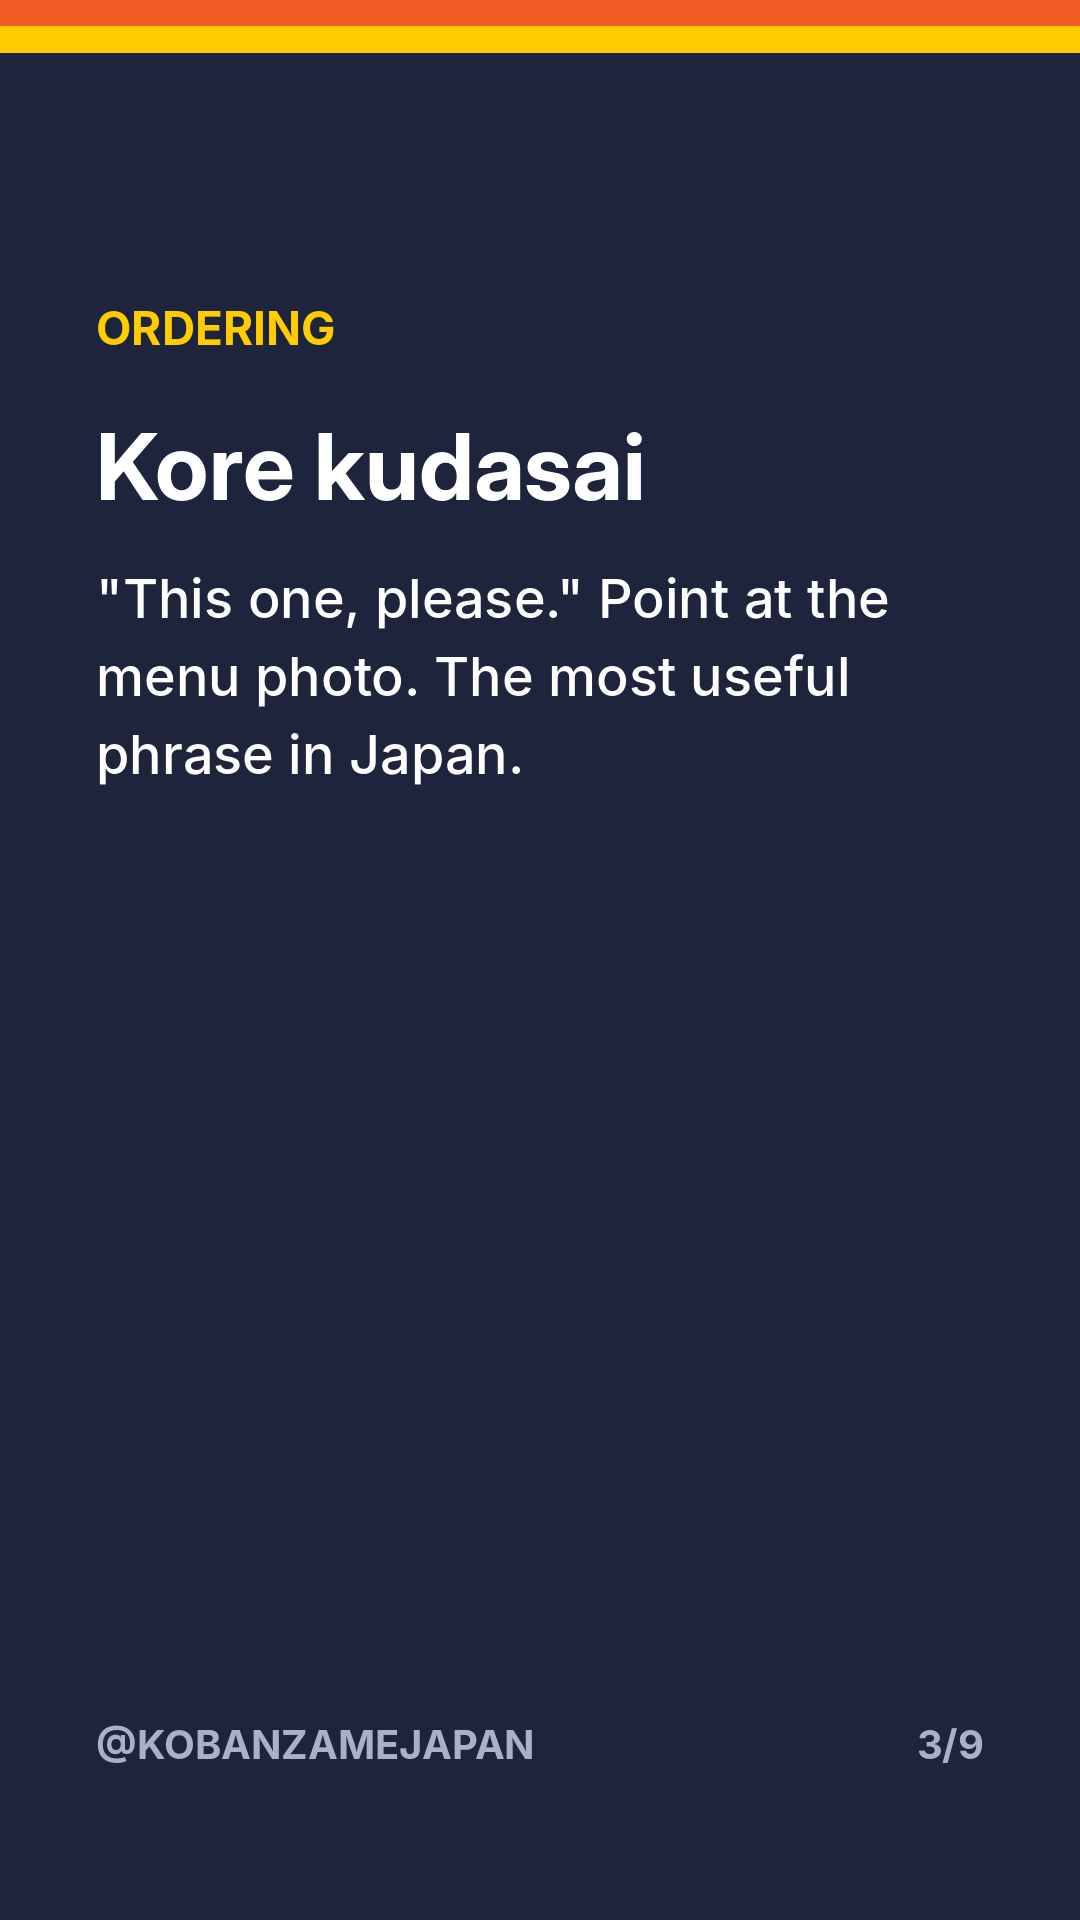 ORDERING
Kore kudasai
"This one, please." Point at the
menu photo. The most useful
phrase in Japan.
@KOBANZAMEJAPAN
3/9